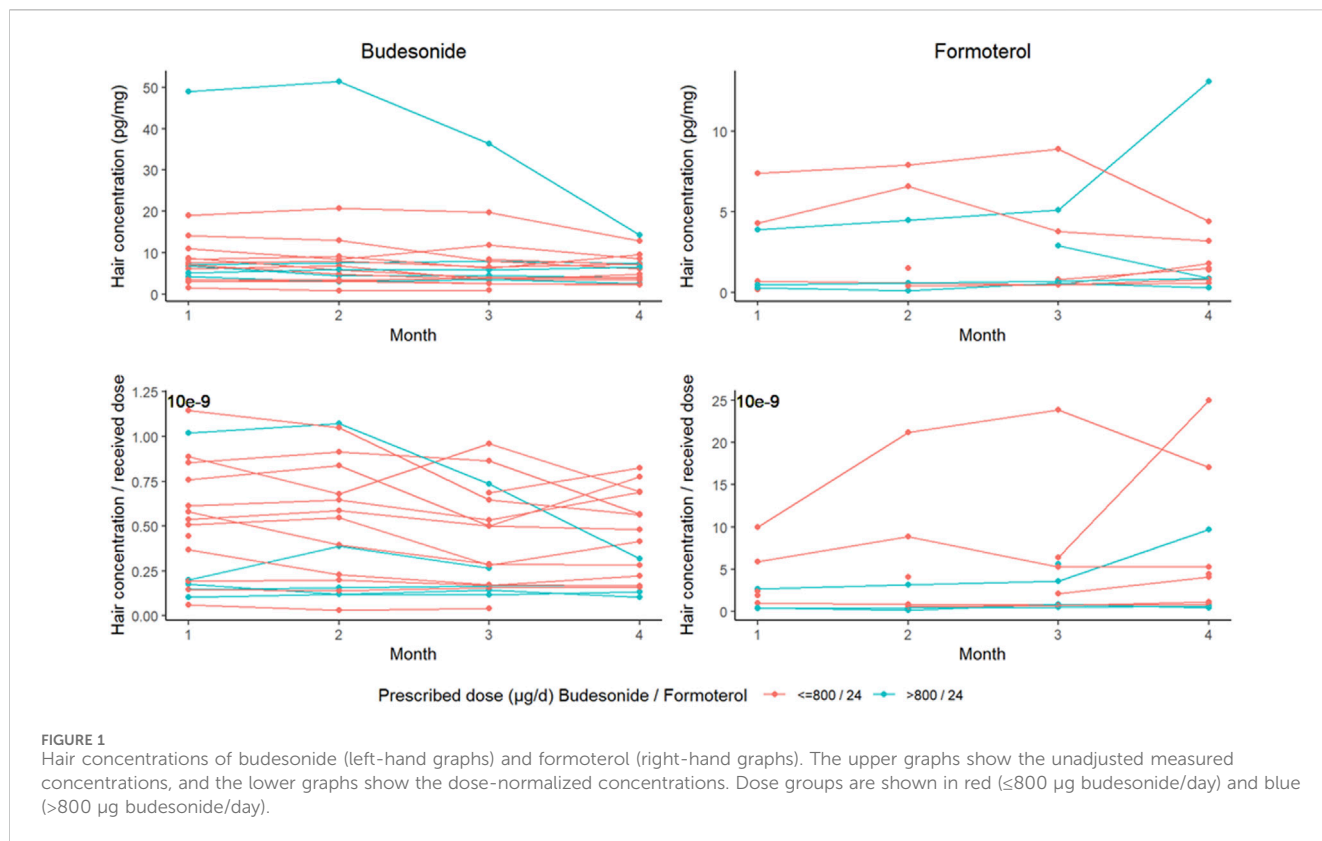 Budesonide
Formoterol
Hair concentration (pg/mg)
50
40
30
20
10
0
1 2 3 4
Month
Hair concentration (pg/mg)
10
5
0
1 2 3 4
Month
Hair concentration / received dose
10e-9
1.25
1.00
0.75
0.50
0.25
0.00
1 2 3 4
Month
Hair concentration / received dose
10e-9
25
20
15
10
5
0
1 2 3 4
Month
Prescribed dose (µg/d) Budesonide / Formoterol <=800 / 24 >800 / 24
FIGURE 1
Hair concentrations of budesonide (left-hand graphs) and formoterol (right-hand graphs). The upper graphs show the unadjusted measured
concentrations, and the lower graphs show the dose-normalized concentrations. Dose groups are shown in red (≤800 µg budesonide/day) and blue
(>800 µg budesonide/day).